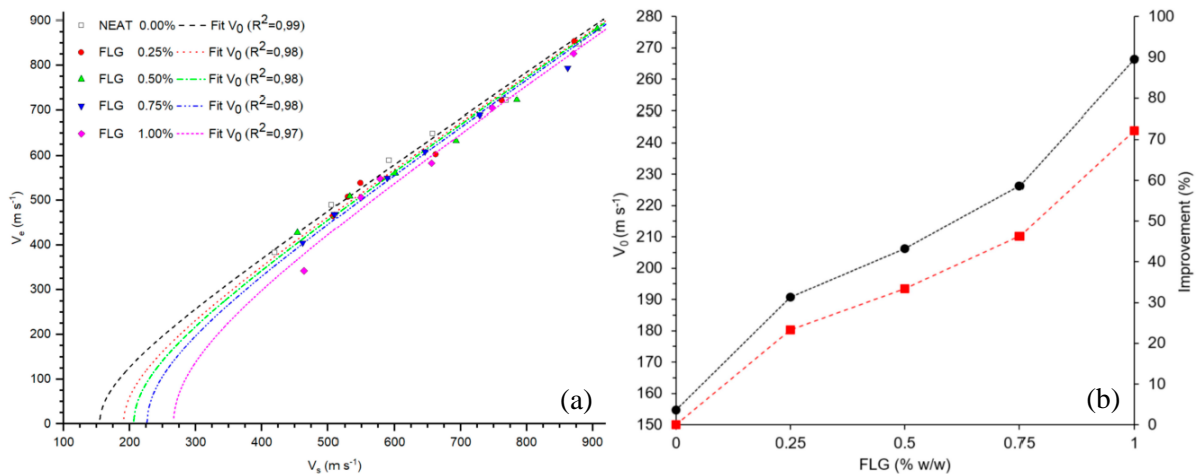 NEAT 0.00% Fit V0 (R2=0,99)
FLG 0.25% Fit V0 (R2=0,98)
FLG 0.50% Fit V0 (R2=0,98)
FLG 0.75% Fit V0 (R2=0,98)
FLG 1.00% Fit V0 (R2=0,97)
900
800
700
600
500
400
300
200
100
0
Ve (m s-1)
100 200 300 400 500 600 700 800 900
Vs (m s-1)
(a)
280
270
260
250
240
230
220
210
200
190
180
170
160
150
V0 (m s-1)
0 0.25 0.5 0.75 1
FLG (% w/w)
100
90
80
70
60
50
40
30
20
10
0
Improvement (%)
(b)